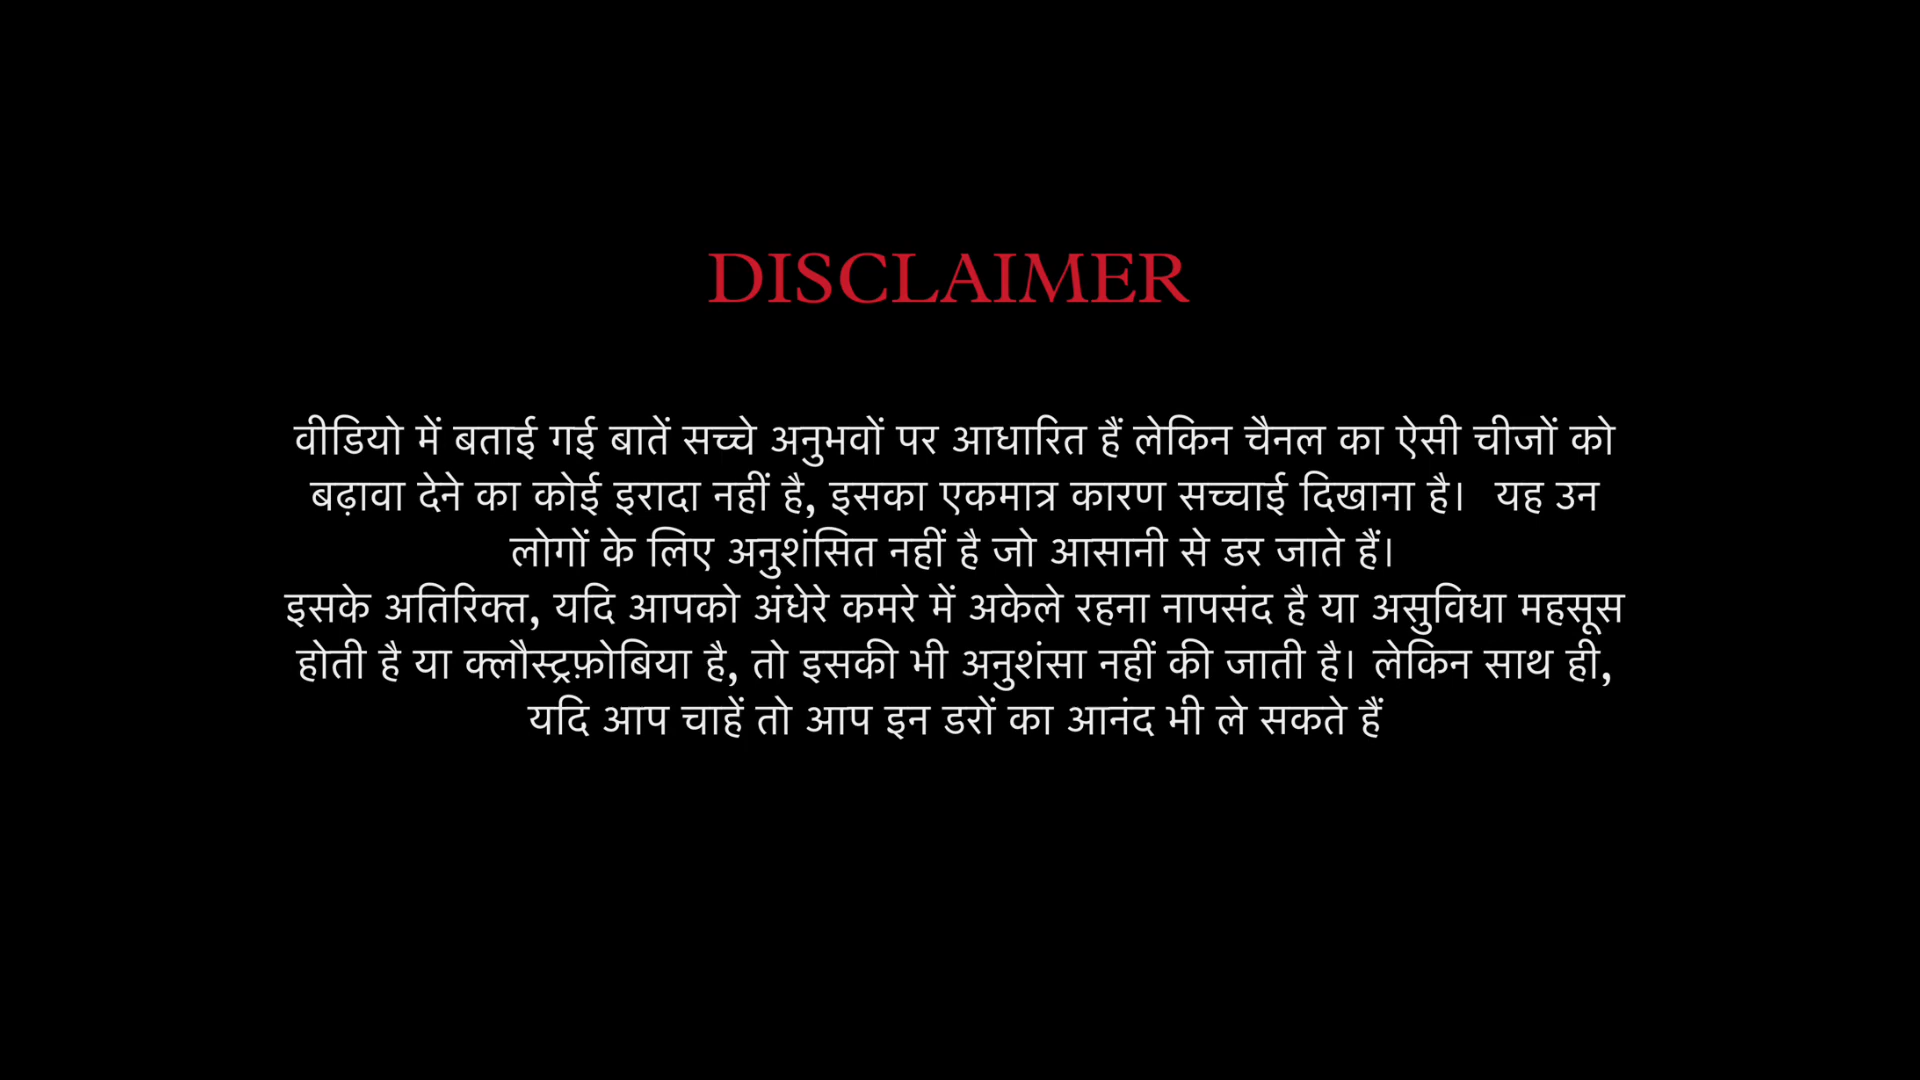 DISCLAIMER
वीडियो में बताई गई बातें सच्चे अनुभवों पर आधारित हैं लेकिन चैनल का ऐसी चीजों को
बढ़ावा देने का कोई इरादा नहीं है, इसका एकमात्र कारण सच्चाई दिखाना है।  यह उन
लोगों के लिए अनुशंसित नहीं है जो आसानी से डर जाते हैं।
इसके अतिरिक्त, यदि आपको अंधेरे कमरे में अकेले रहना नापसंद है या असुविधा महसूस
होती है या क्लौस्ट्रफ़ोबिया है, तो इसकी भी अनुशंसा नहीं की जाती है। लेकिन साथ ही,
यदि आप चाहें तो आप इन डरों का आनंद भी ले सकते हैं